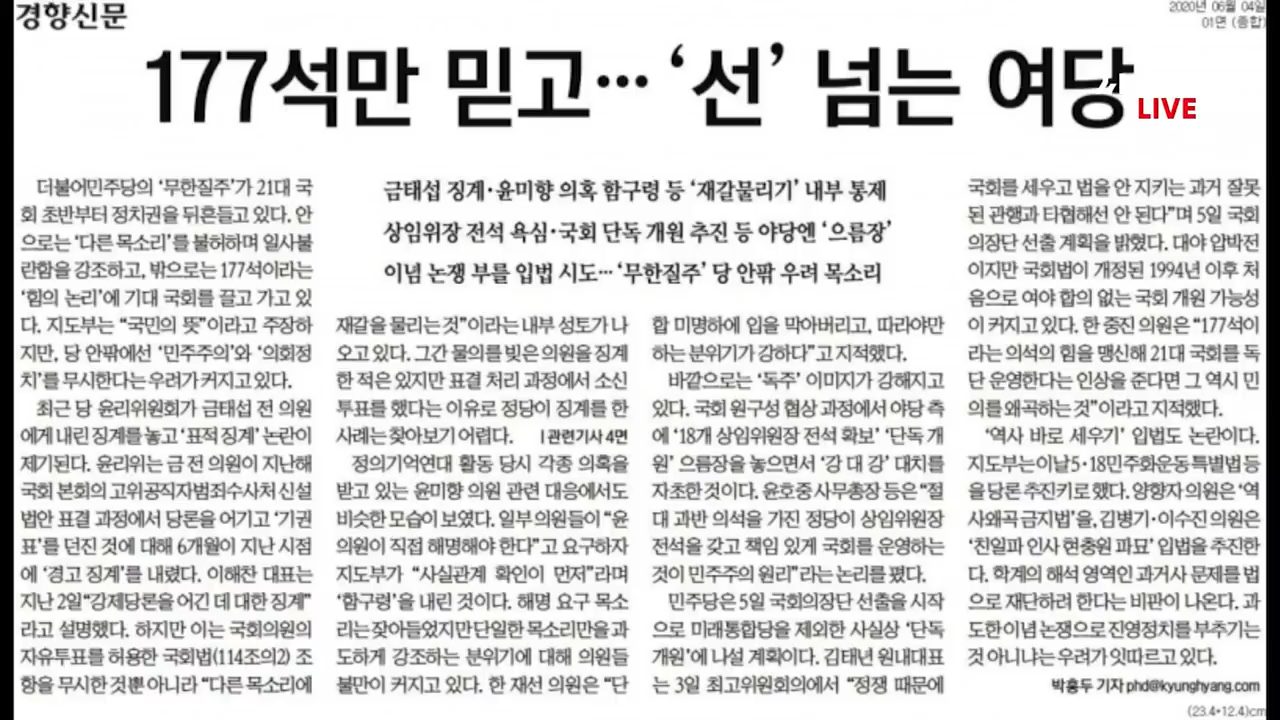 경향신문
2020년 06월 04일
01면 (종합)
177석만 믿고… ‘선’ 넘는 여당
LIVE
금태섭 징계·윤미향 의혹 함구령 등 ‘재갈물리기’ 내부 통제
상임위장 전석 욕심·국회 단독 개원 추진 등 야당엔 ‘으름장’
이념 논쟁 부를 입법 시도… ‘무한질주’ 당 안팎 우려 목소리
더불어민주당의 ‘무한질주’가 21대 국
회 초반부터 정치권을 뒤흔들고 있다. 안
으로는 ‘다른 목소리’를 불허하며 일사불
란함을 강조하고, 밖으로는 177석이라는
‘힘의 논리’에 기대 국회를 끌고 가고 있
다. 지도부는 “국민의 뜻”이라고 주장하
지만, 당 안팎에선 ‘민주주의’와 ‘의회정
치’를 무시한다는 우려가 커지고 있다.
최근 당 윤리위원회가 금태섭 전 의원
에게 내린 징계를 놓고 ‘표적 징계’ 논란이
제기된다. 윤리위는 금 전 의원이 지난해
국회 본회의 고위공직자범죄수사처 신설
법안 표결 과정에서 당론을 어기고 ‘기권
표’를 던진 것에 대해 6개월이 지난 시점
에 ‘경고 징계’를 내렸다. 이해찬 대표는
지난 2일 “강제당론을 어긴 데 대한 징계”
라고 설명했다. 하지만 이는 국회의원의
자유투표를 허용한 국회법(114조의2) 조
항을 무시한 것뿐 아니라 “다른 목소리에
재갈을 물리는 것”이라는 내부 성토가 나
오고 있다. 그간 물의를 빚은 의원을 징계
한 적은 있지만 표결 처리 과정에서 소신
투표를 했다는 이유로 정당이 징계를 한
사례는 찾아보기 어렵다. |관련기사 4면
정의기억연대 활동 당시 각종 의혹을
받고 있는 윤미향 의원 관련 대응에서도
비슷한 모습이 보였다. 일부 의원들이 “윤
의원이 직접 해명해야 한다”고 요구하자
지도부가 “사실관계 확인이 먼저”라며
‘함구령’을 내린 것이다. 해명 요구 목소
리는 잦아들었지만 단일한 목소리만을 과
도하게 강조하는 분위기에 대해 의원들
불만이 커지고 있다. 한 재선 의원은 “단
합 미명하에 입을 막아버리고, 따라야만
하는 분위기가 강하다”고 지적했다.
바깥으로는 ‘독주’ 이미지가 강해지고
있다. 국회 원구성 협상 과정에서 야당 측
에 ‘18개 상임위원장 전석 확보’ ‘단독 개
원’ 으름장을 놓으면서 ‘강 대 강’ 대치를
자초한 것이다. 윤호중 사무총장 등은 “절
대 과반 의석을 가진 정당이 상임위원장
전석을 갖고 책임 있게 국회를 운영하는
것이 민주주의 원리”라는 논리를 폈다.
민주당은 5일 국회의장단 선출을 시작
으로 미래통합당을 제외한 사실상 ‘단독
개원’에 나설 계획이다. 김태년 원내대표
는 3일 최고위원회의에서 “정쟁 때문에
국회를 세우고 법을 안 지키는 과거 잘못
된 관행과 타협해선 안 된다”며 5일 국회
의장단 선출 계획을 밝혔다. 대야 압박전
이지만 국회법이 개정된 1994년 이후 처
음으로 여야 합의 없는 국회 개원 가능성
이 커지고 있다. 한 중진 의원은 “177석이
라는 의석의 힘을 맹신해 21대 국회를 독
단 운영한다는 인상을 준다면 그 역시 민
의를 왜곡하는 것”이라고 지적했다.
‘역사 바로 세우기’ 입법도 논란이다.
지도부는 이날 5·18민주화운동 특별법 등
을 당론 추진키로 했다. 양향자 의원은 ‘역
사왜곡 금지법’을, 김병기·이수진 의원은
‘친일파 인사 현충원 파묘’ 입법을 추진한
다. 학계의 해석 영역인 과거사 문제를 법
으로 재단하려 한다는 비판이 나온다. 과
도한 이념 논쟁으로 진영정치를 부추기는
것 아니냐는 우려가 잇따르고 있다.
박홍두 기자 phd@kyunghyang.com
(23.4*12.4)cm